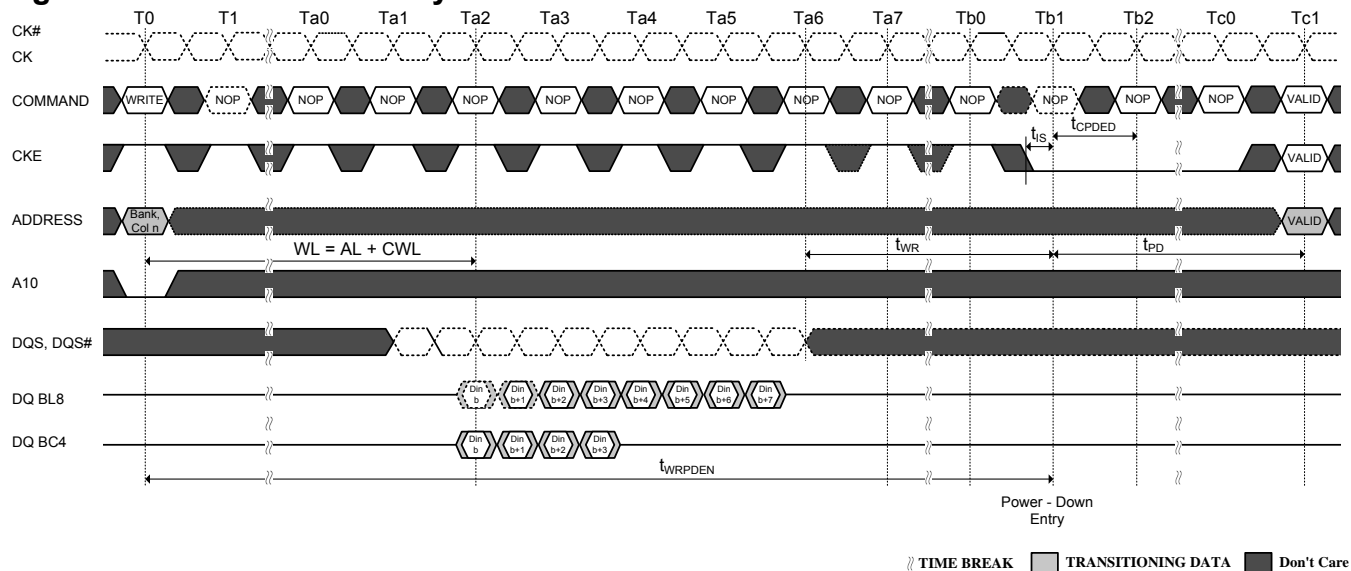 T0 T1 Ta0 Ta1 Ta2 Ta3 Ta4 Ta5 Ta6 Ta7 Tb0 Tb1 Tb2 Tc0 Tc1
CK#
CK
COMMAND WRITE NOP NOP NOP NOP NOP NOP NOP NOP NOP NOP NOP NOP NOP VALID
tIS tCPDED
CKE VALID
ADDRESS Bank, Col n VALID
WL = AL + CWL tWR tPD
A10
DQS, DQS#
DQ BL8 Din b Din b+1 Din b+2 Din b+3 Din b+4 Din b+5 Din b+6 Din b+7
DQ BC4 Din b Din b+1 Din b+2 Din b+3
tWRPDEN
Power - Down
Entry
TIME BREAK TRANSITIONING DATA Don't Care